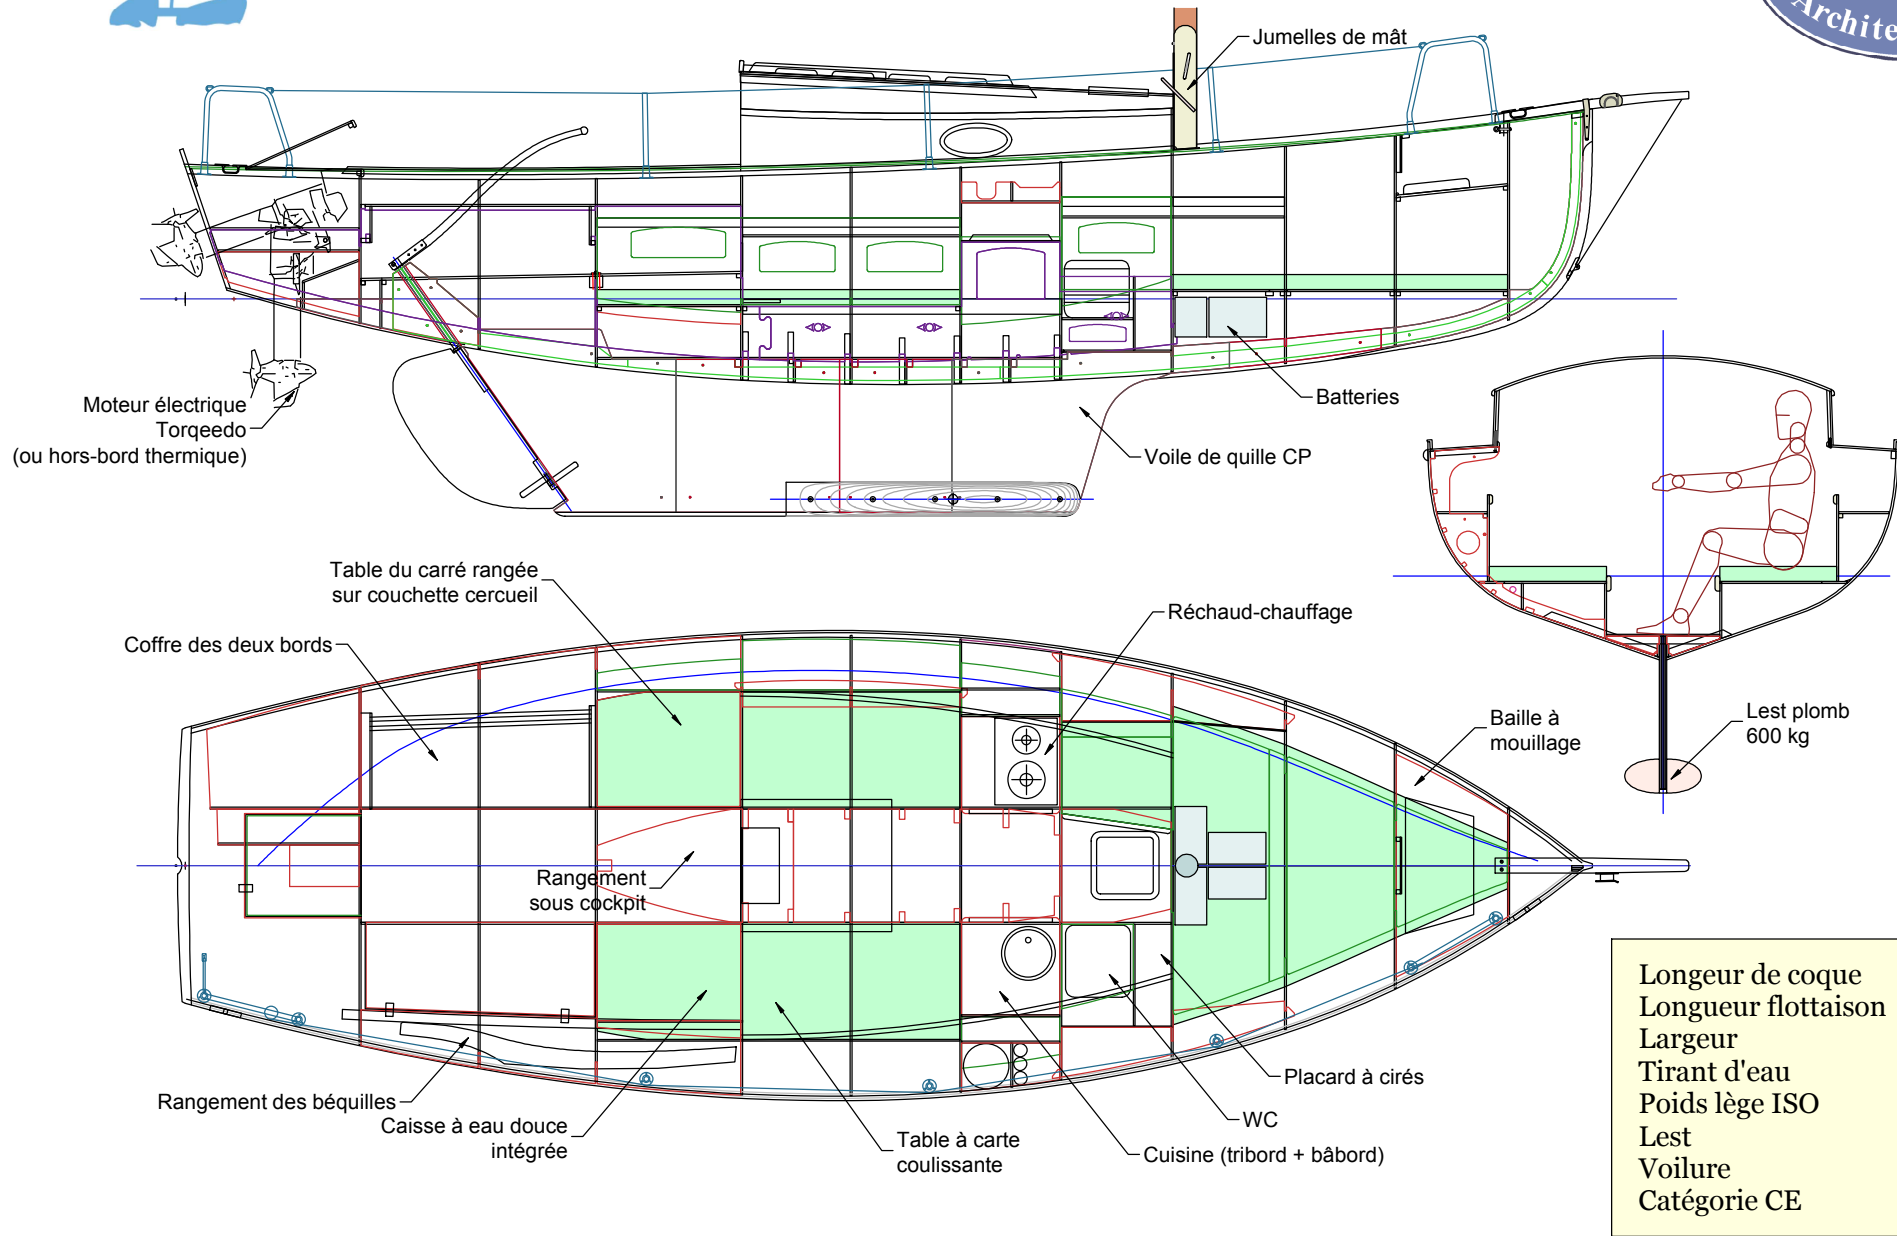 Archite
Jumelles de mât
Moteur électrique
Torqeedo
(ou hors-bord thermique)
Batteries
Voile de quille CP
Table du carré rangée
sur couchette cercueil
Coffre des deux bords
Réchaud-chauffage
Baille à
mouillage
Lest plomb
600 kg
Rangement
sous cockpit
Rangement des béquilles
Caisse à eau douce
intégrée
Table à carte
coulissante
Placard à cirés
WC
Cuisine (tribord + bâbord)
Longeur de coque
Longueur flottaison
Largeur
Tirant d'eau
Poids lège ISO
Lest
Voilure
Catégorie CE